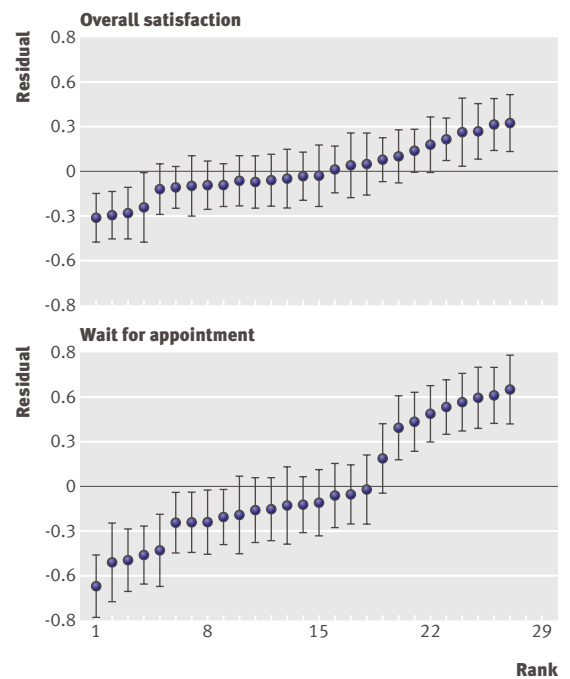 Overall satisfaction
Residual
0.8
0.6
0.3
0
-0.3
-0.6
-0.8
Wait for appointment
Residual
0.8
0.6
0.3
0
-0.3
-0.6
-0.8
1 8 15 22 29
Rank